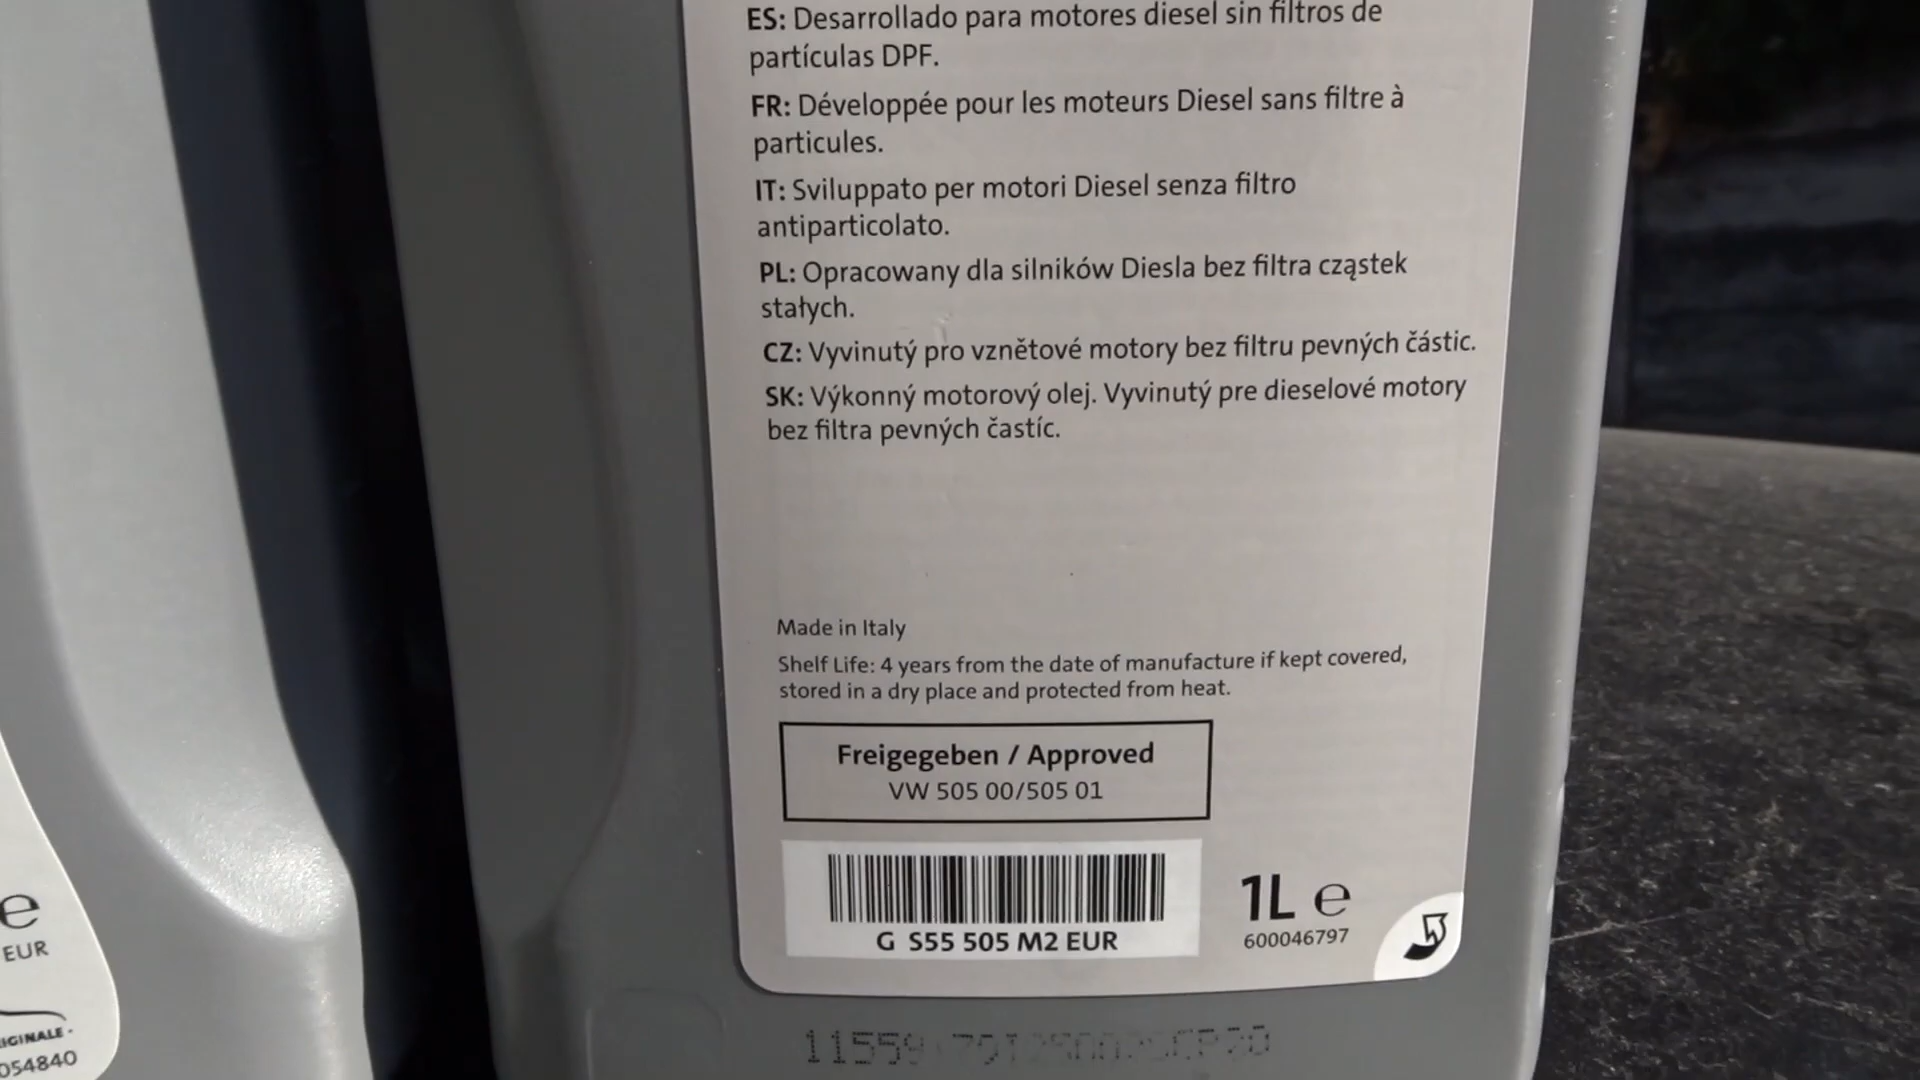 ES: Desarrollado para motores diesel sin filtros de
partículas DPF.
FR: Développée pour les moteurs Diesel sans filtre à
particules.
IT: Sviluppato per motori Diesel senza filtro
antiparticolato.
PL: Opracowany dla silników Diesla bez filtra cząstek
stałych.
CZ: Vyvinutý pro vznětové motory bez filtru pevných částic.
SK: Výkonný motorový olej. Vyvinutý pre dieselové motory
bez filtra pevných častíc.
Made in Italy
Shelf Life: 4 years from the date of manufacture if kept covered,
stored in a dry place and protected from heat.
Freigegeben / Approved
VW 505 00/505 01
G S55 505 M2 EUR
1L e
600046797
e
EUR
054840